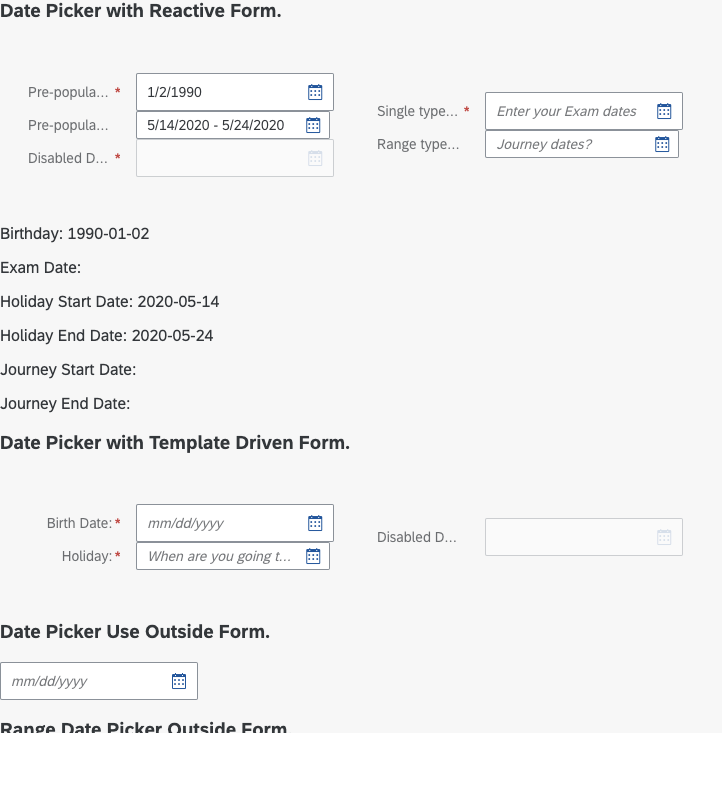 Date Picker with Reactive Form.
Pre-popula... * 1/2/1990
Pre-popula... 5/14/2020 - 5/24/2020
Disabled D... *
Single type... * Enter your Exam dates
Range type... Journey dates?
Birthday: 1990-01-02
Exam Date:
Holiday Start Date: 2020-05-14
Holiday End Date: 2020-05-24
Journey Start Date:
Journey End Date:
Date Picker with Template Driven Form.
Birth Date: * mm/dd/yyyy
Holiday: * When are you going t...
Disabled D...
Date Picker Use Outside Form.
mm/dd/yyyy
Range Date Picker Outside Form